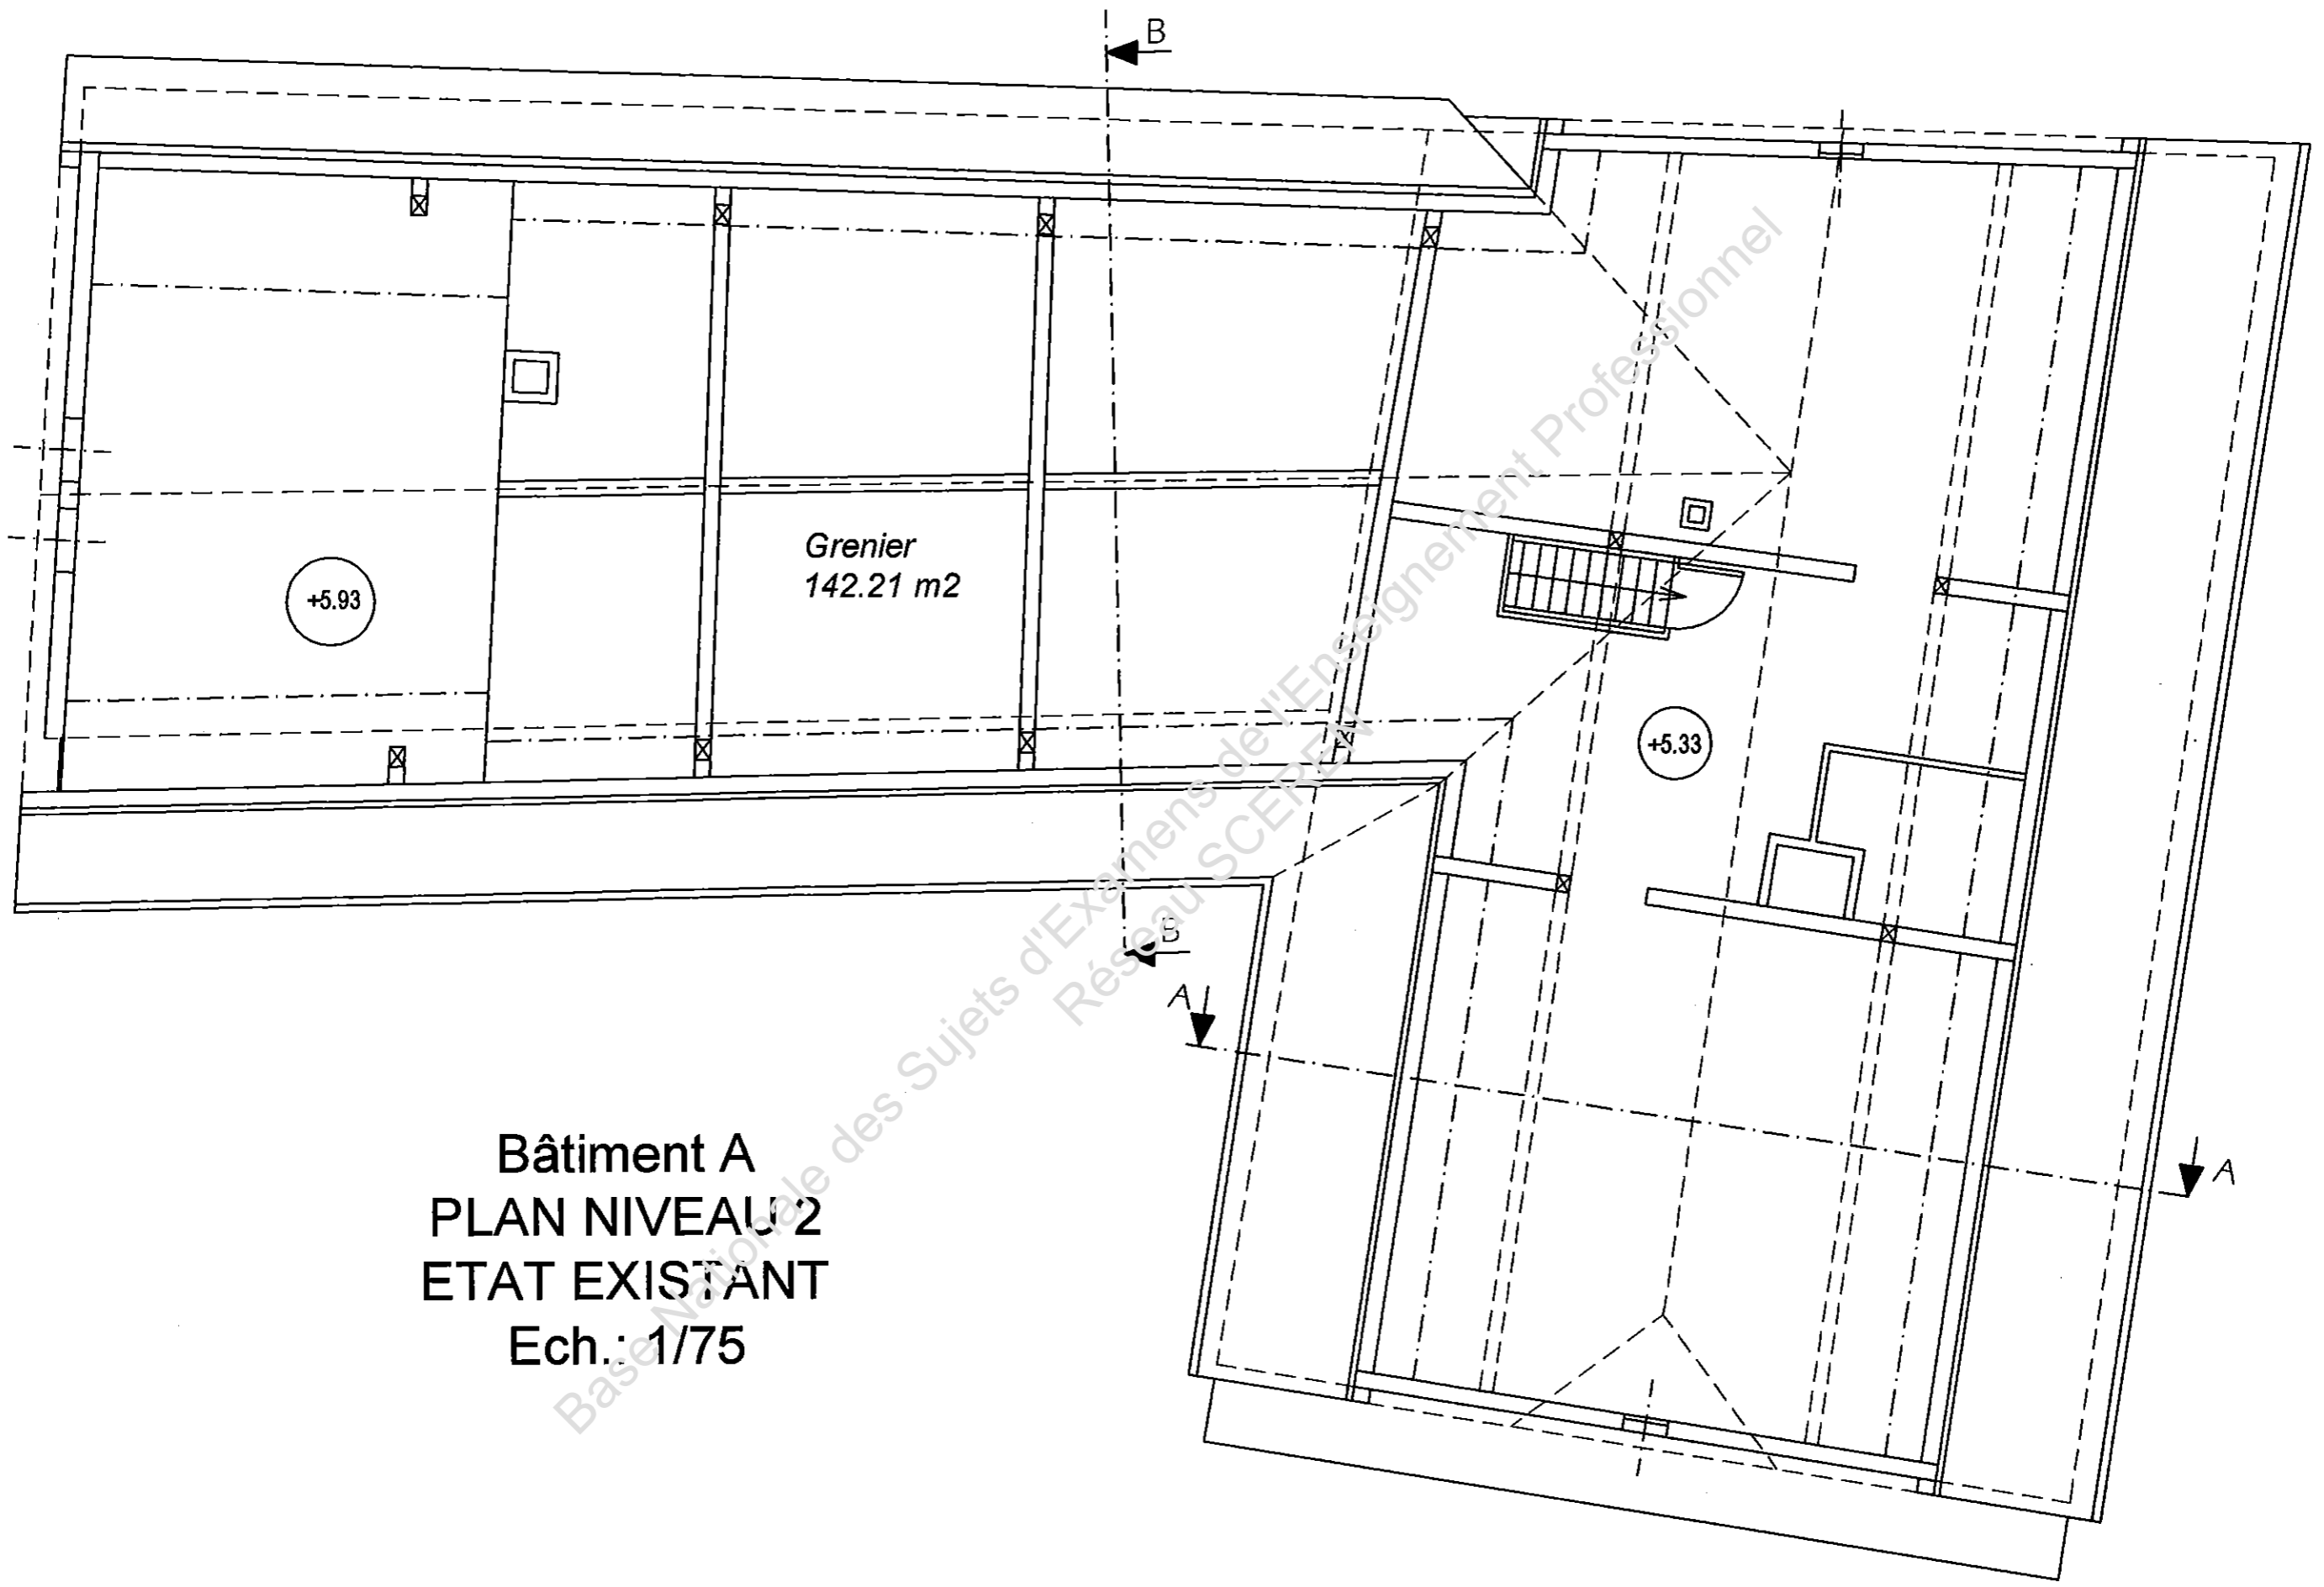 B
Grenier
142.21 m2
+5.93
+5.33
B
A
A
Bâtiment A
PLAN NIVEAU 2
ETAT EXISTANT
Ech.: 1/75
Base Nationale des Sujets d'Examens de l'Enseignement Professionnel
Réseau SCEREN